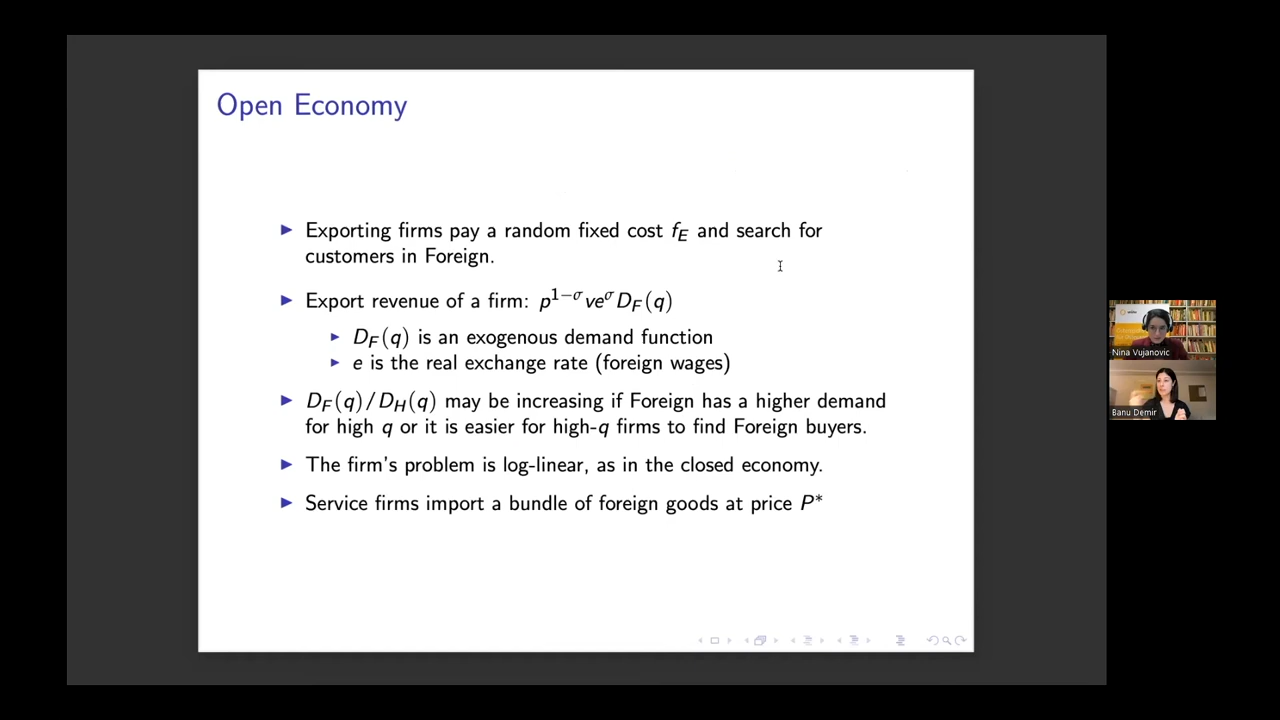 Open Economy
▶ Exporting firms pay a random fixed cost f_E and search for
customers in Foreign.
▶ Export revenue of a firm: p^{1−σ}ve^σD_F(q)
▶ D_F(q) is an exogenous demand function
▶ e is the real exchange rate (foreign wages)
▶ D_F(q)/D_H(q) may be increasing if Foreign has a higher demand
for high q or it is easier for high-q firms to find Foreign buyers.
▶ The firm's problem is log-linear, as in the closed economy.
▶ Service firms import a bundle of foreign goods at price P*
Nina Vujanovic
Banu Demir